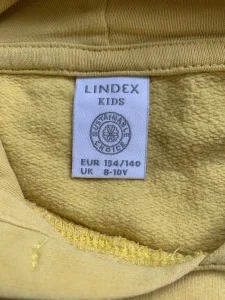 LINDEX
KIDS
SUSTAINABLE
CHOICE
EUR 134/140
UK 8-10Y